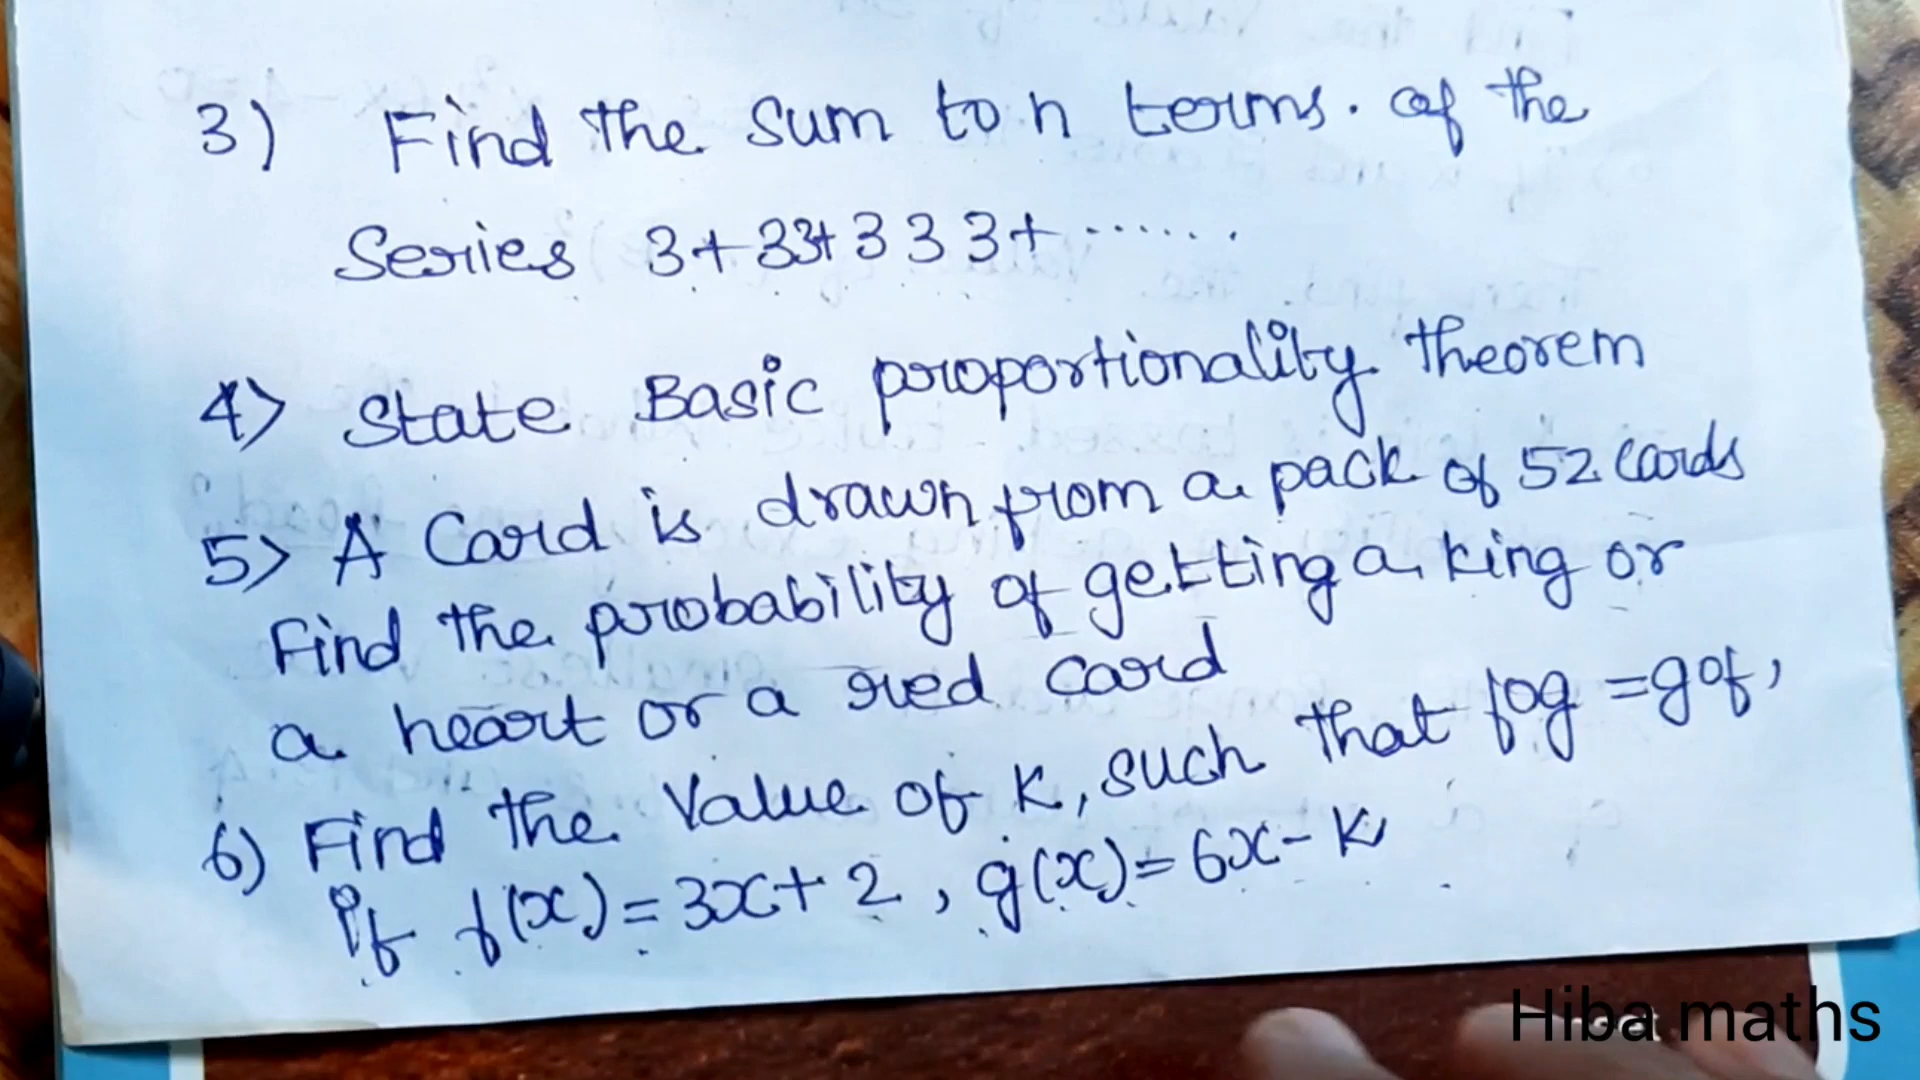 3) Find the sum to n terms. of the
Series 3+33+333+.......
4) State Basic proportionality theorem
5) A Card is drawn from a pack of 52 cards
Find the probability of getting a king or
a heart or a red card
6) Find the Value of K, such that fog = gof,
If f(x) = 3x+2, g(x) = 6x-K
Hiba maths